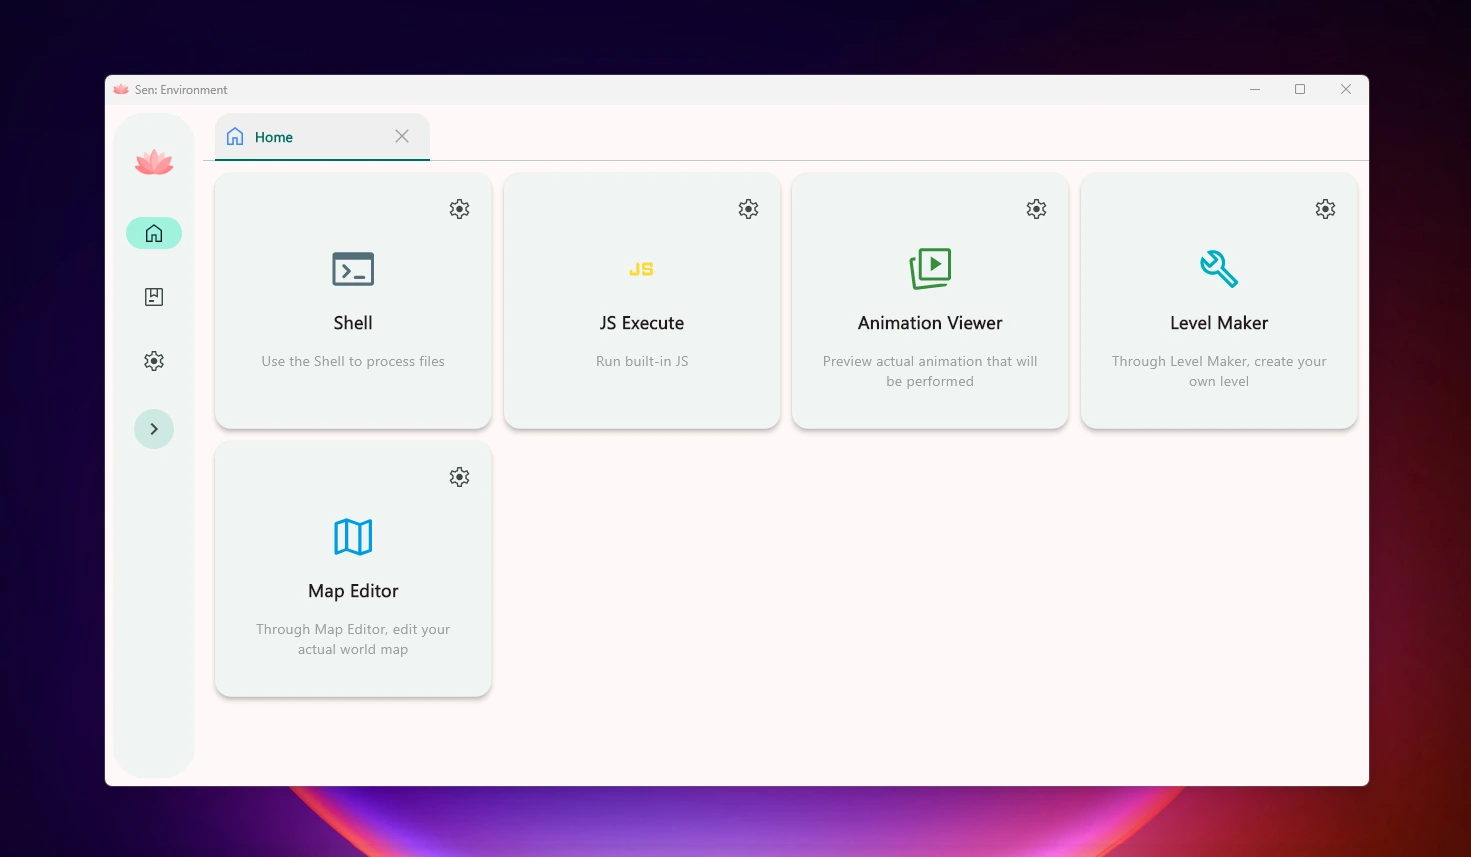 Sen: Environment
Home
Shell
Use the Shell to process files
JS
JS Execute
Run built-in JS
Animation Viewer
Preview actual animation that will
be performed
Level Maker
Through Level Maker, create your
own level
Map Editor
Through Map Editor, edit your
actual world map